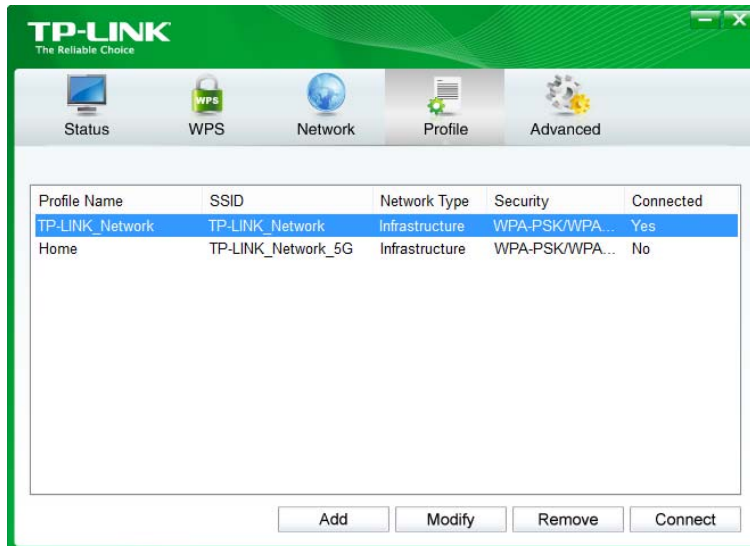 TP-LINK
The Reliable Choice
Status WPS Network Profile Advanced
WPS
Profile Name SSID Network Type Security Connected
TP-LINK_Network TP-LINK_Network Infrastructure WPA-PSK/WPA... Yes
Home TP-LINK_Network_5G Infrastructure WPA-PSK/WPA... No
Add Modify Remove Connect